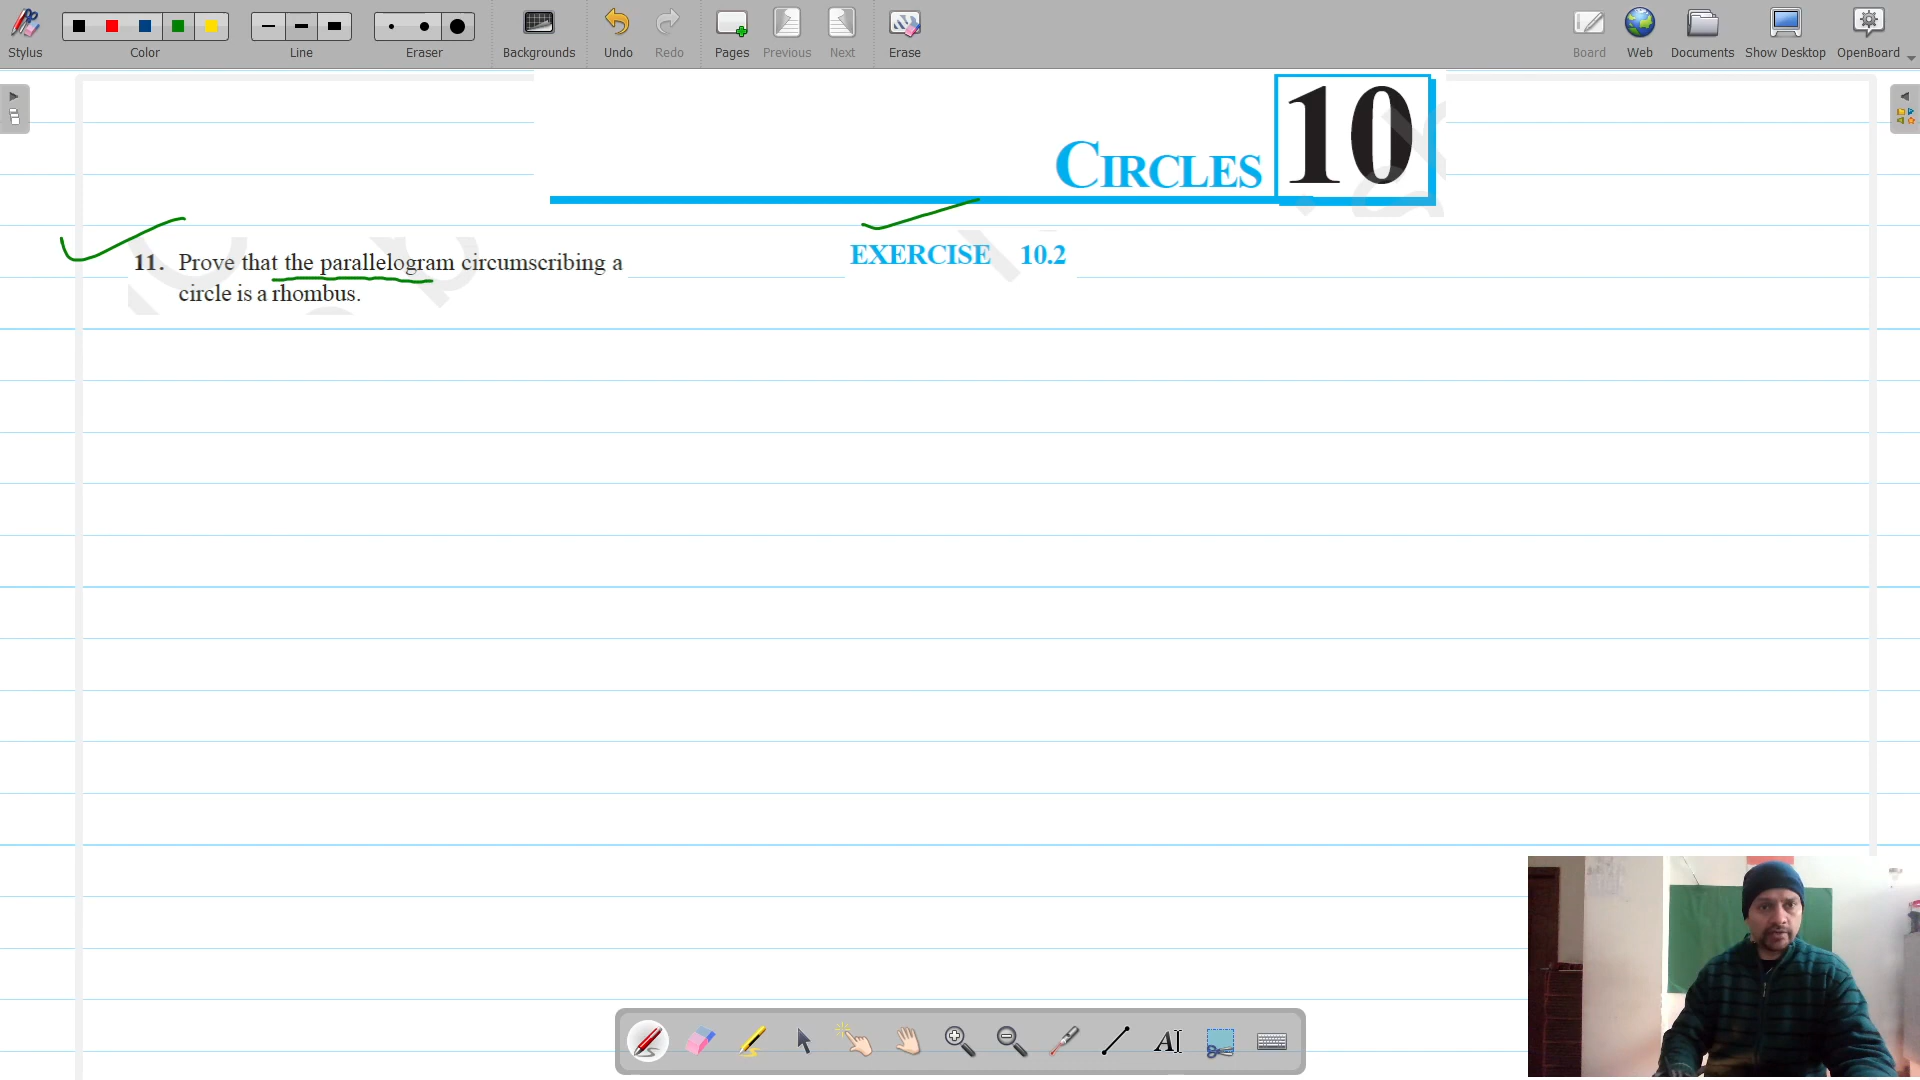 Stylus
Color
Line
Eraser
Backgrounds
Undo
Redo
Pages
Previous
Next
Erase
Board
Web
Documents
Show Desktop
OpenBoard
CIRCLES 10
EXERCISE 10.2
11. Prove that the parallelogram circumscribing a
circle is a rhombus.
A